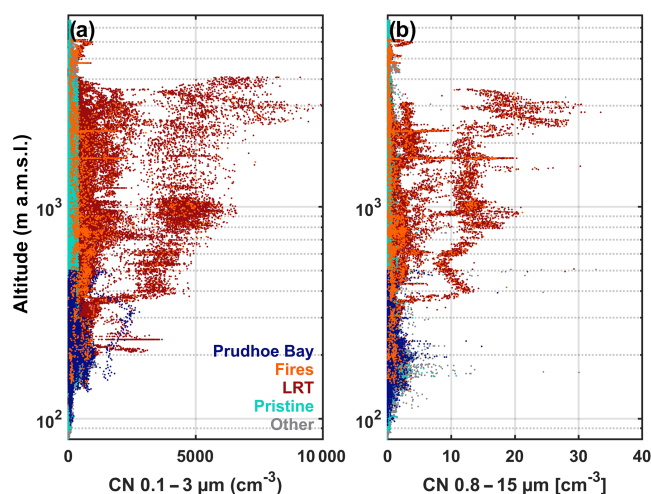 (a) (b)
Altitude (m a.m.s.l.)
10³
10²
Prudhoe Bay
Fires
LRT
Pristine
Other
0 5000 10 000
CN 0.1 – 3 µm (cm⁻³)
10³
10²
0 10 20 30 40
CN 0.8 – 15 µm [cm⁻³]